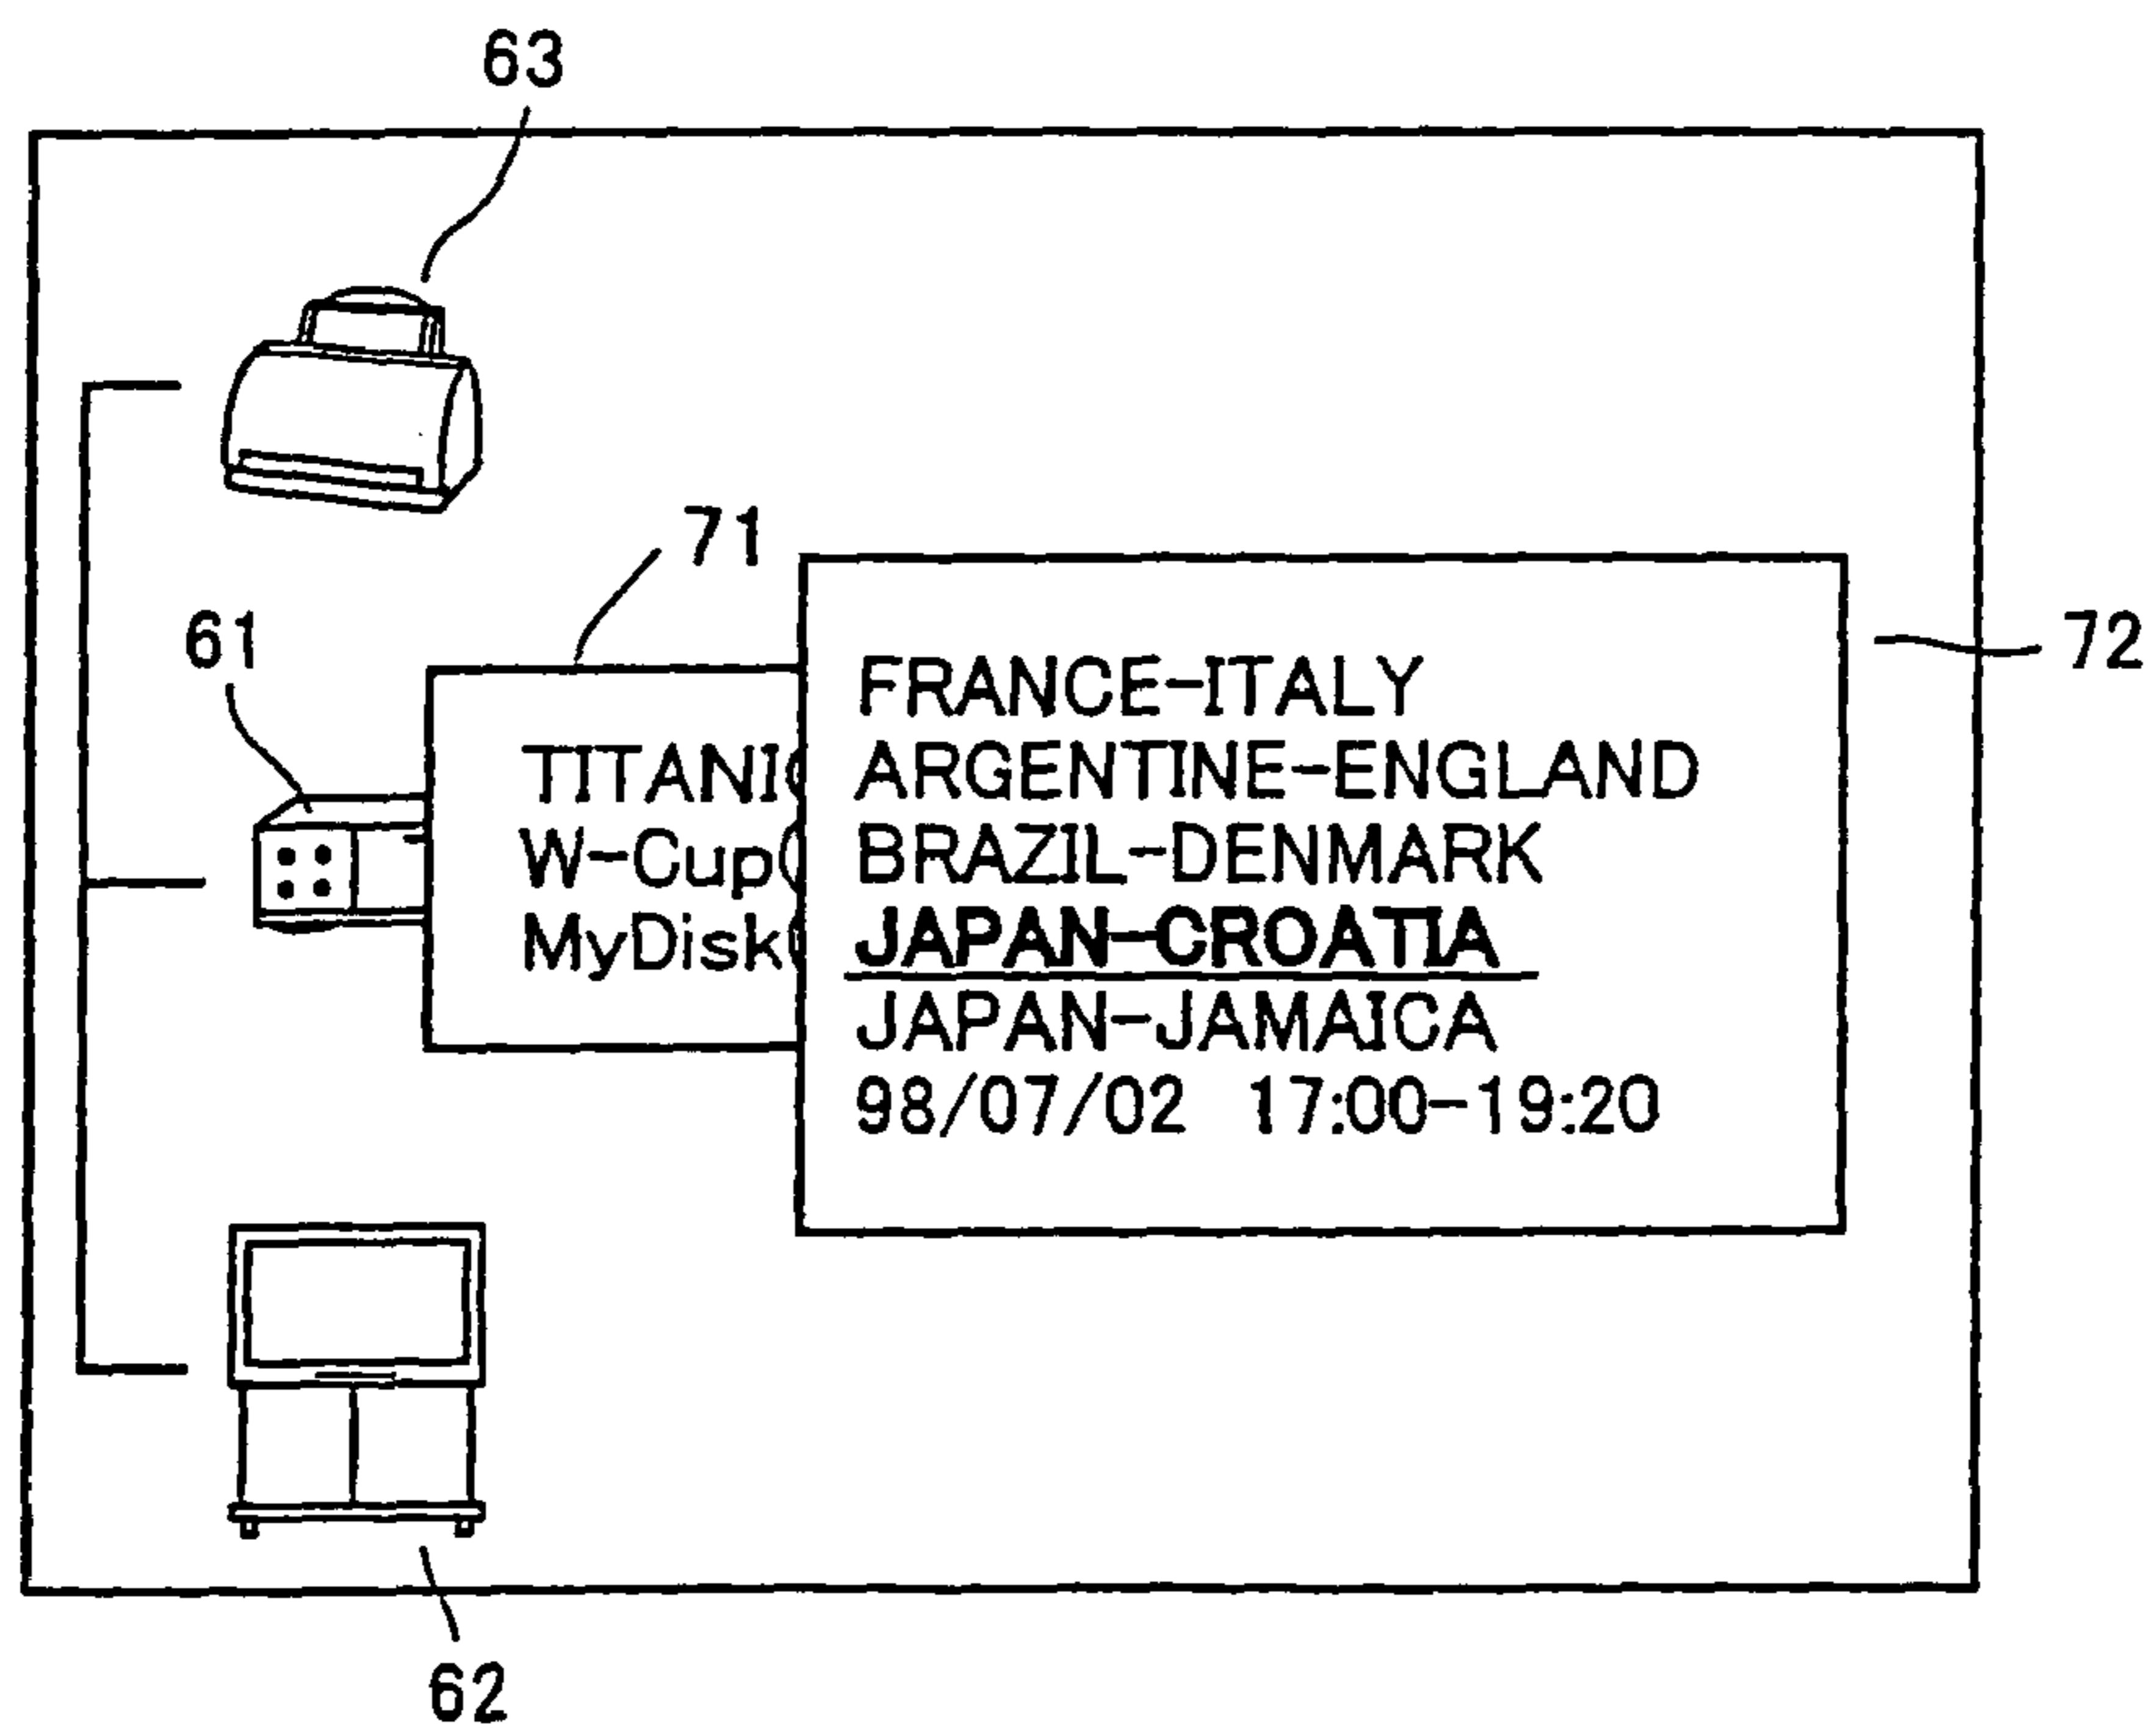 63
71
61
72
TITANI
W-Cup(
MyDisk
FRANCE-ITALY
ARGENTINE-ENGLAND
BRAZIL-DENMARK
JAPAN-CROATIA
JAPAN-JAMAICA
98/07/02 17:00-19:20
62